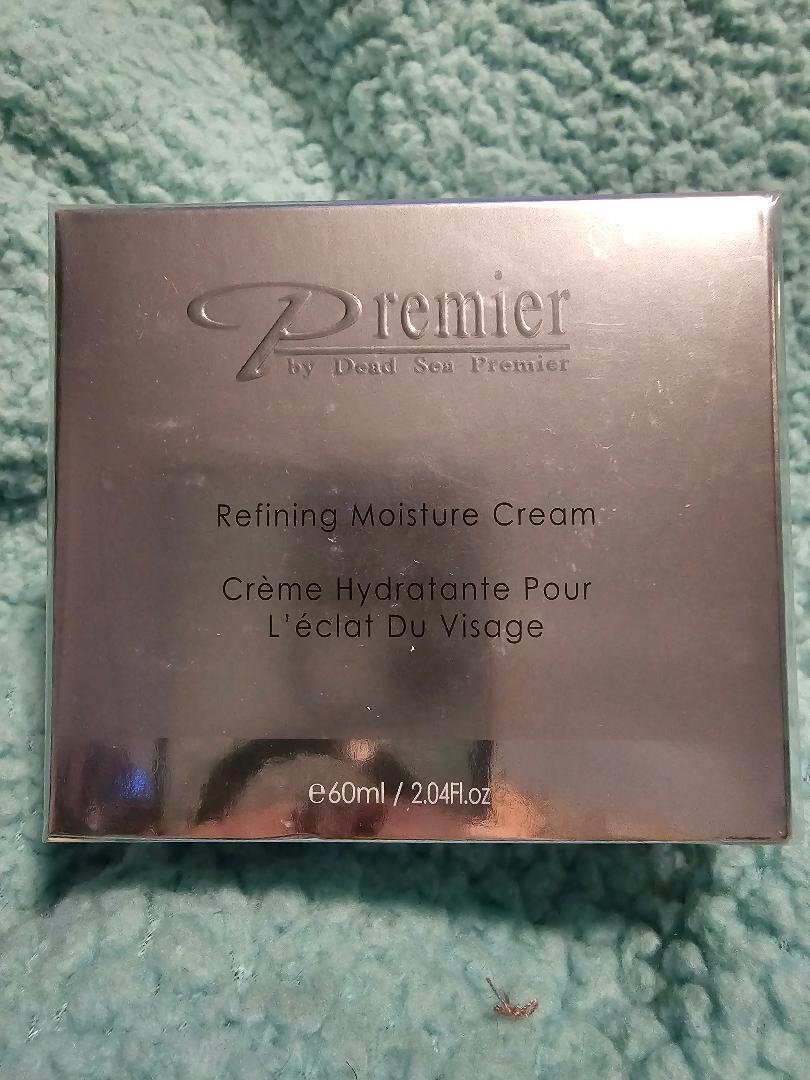 Premier
by Dead Sea Premier
Refining Moisture Cream
Crème Hydratante Pour
L'éclat Du Visage
℮60ml / 2.04Fl.oz